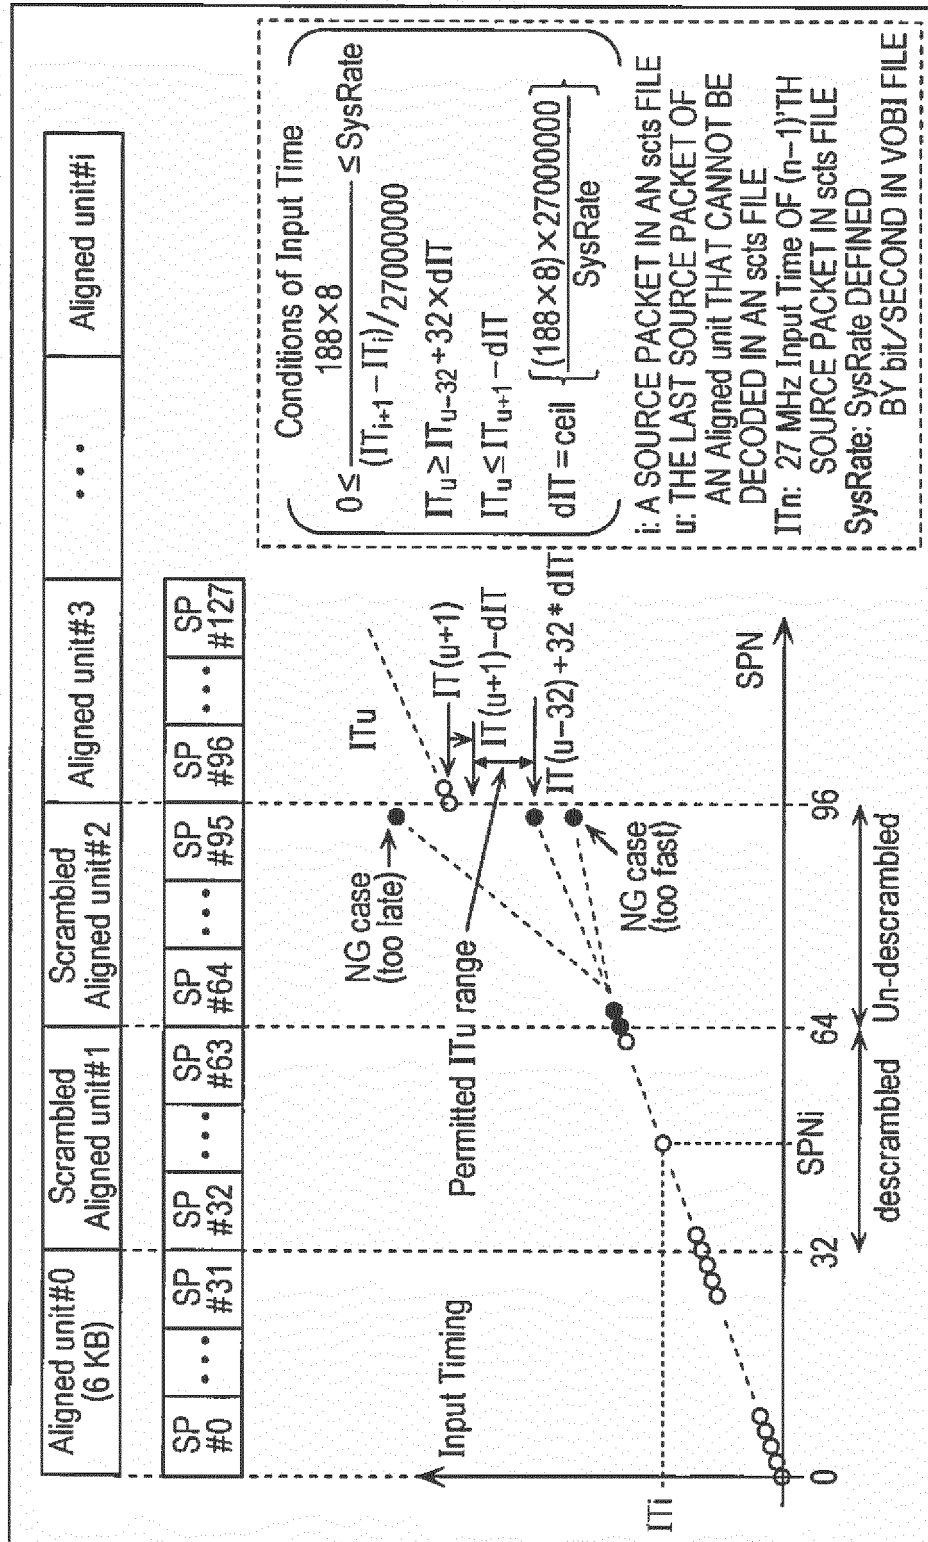 Aligned unit#0
(6 KB)
Scrambled
Aligned unit#1
Scrambled
Aligned unit#2
Aligned unit#3
•••
Aligned unit#i
SP
#0
•••
SP
#31
SP
#32
•••
SP
#63
SP
#64
•••
SP
#95
SP
#96
•••
SP
#127
Input Timing
ITi
NG case
(too late)
Permitted ITu range
NG case
(too fast)
ITu
IT(u+1)
IT(u+1)−dIT
IT(u−32)+32*dIT
SPN
0
32
SPNi
64
96
descrambled
Un-descrambled
Conditions of Input Time
0 ≤ 188×8 / (IT_{i+1} − IT_i)/27000000 ≤ SysRate
IT_u ≥ IT_{u−32} + 32×dIT
IT_u ≤ IT_{u+1} − dIT
dIT = ceil { ((188×8)×27000000) / SysRate }
i: A SOURCE PACKET IN AN scts FILE
u: THE LAST SOURCE PACKET OF
AN Aligned unit THAT CANNOT BE
DECODED IN AN scts FILE
ITn: 27 MHz Input Time OF (n−1)'TH
SOURCE PACKET IN scts FILE
SysRate: SysRate DEFINED
BY bit/SECOND IN VOBI FILE